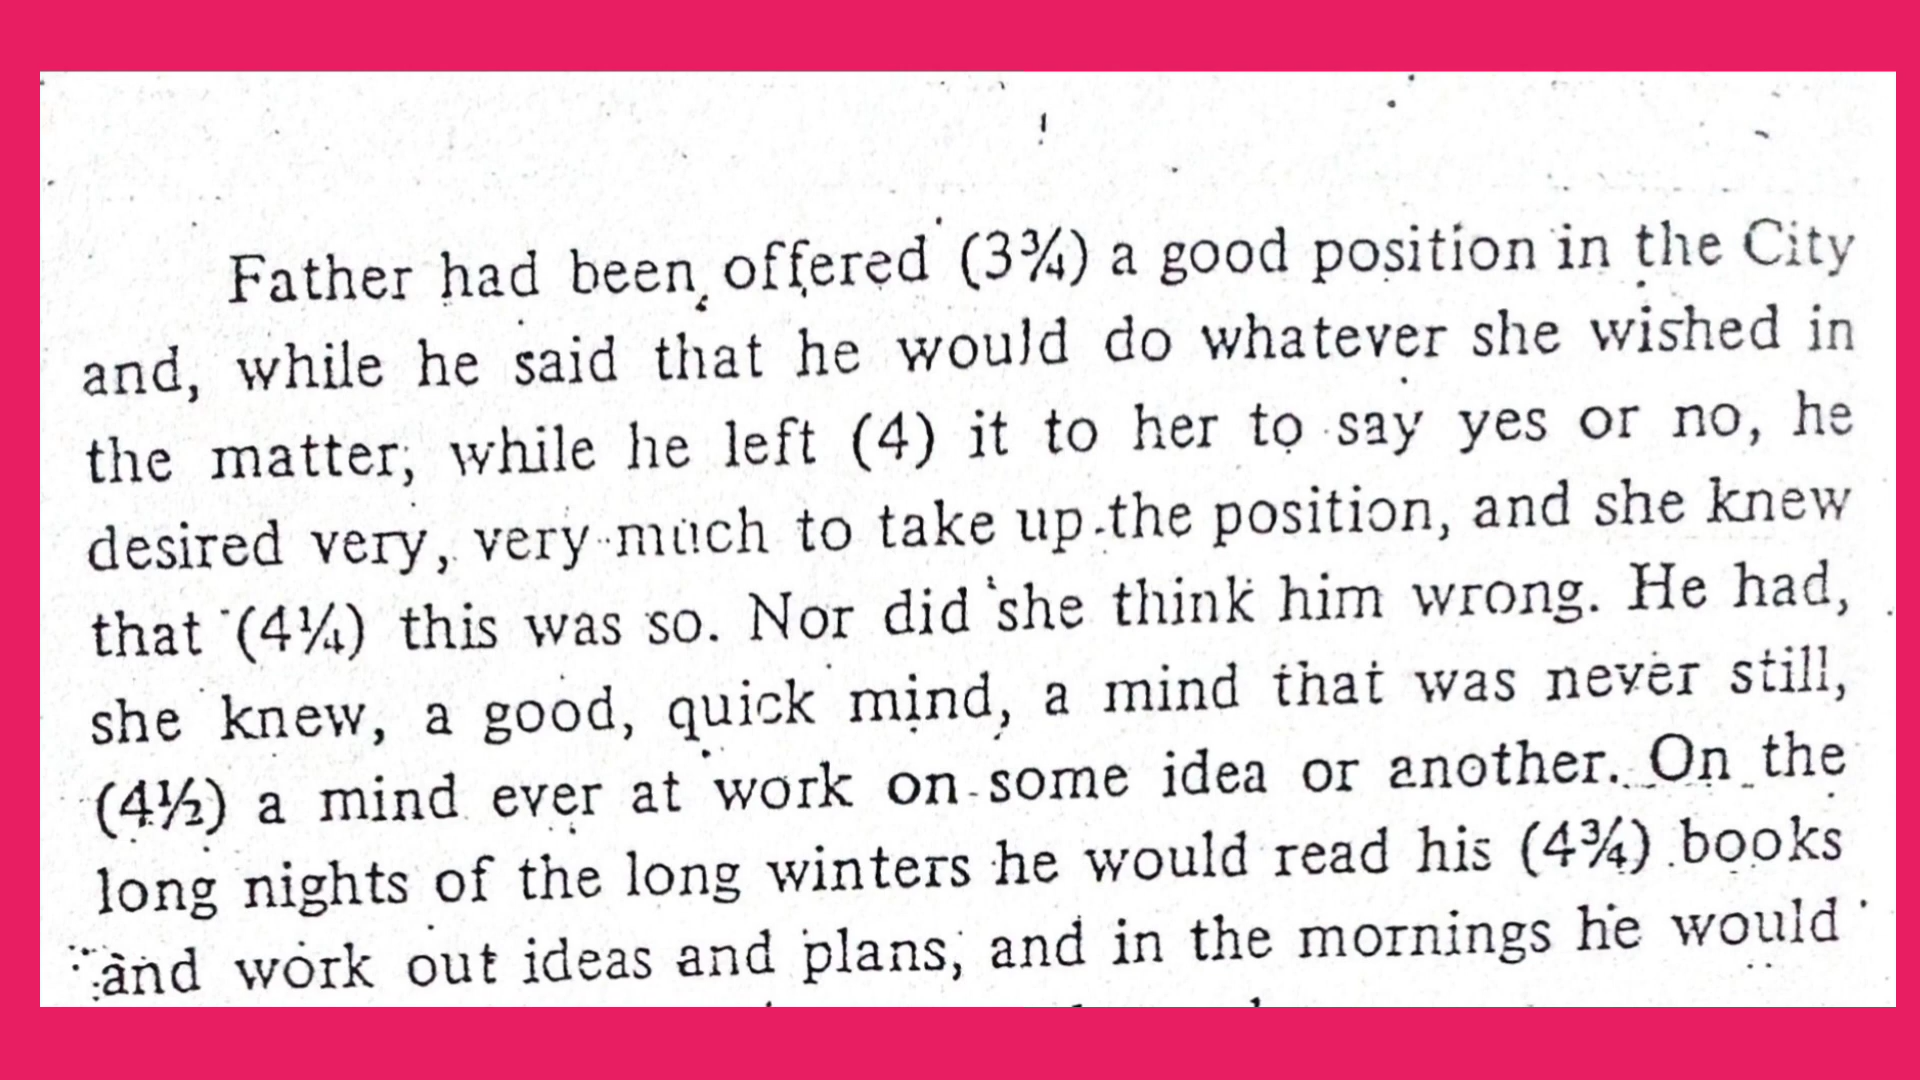 Father had been offered (3¾) a good position in the City
and, while he said that he would do whatever she wished in
the matter, while he left (4) it to her to say yes or no, he
desired very, very much to take up the position, and she knew
that (4¼) this was so. Nor did she think him wrong. He had,
she knew, a good, quick mind, a mind that was never still,
(4½) a mind ever at work on some idea or another. On the
long nights of the long winters he would read his (4¾) books
and work out ideas and plans, and in the mornings he would